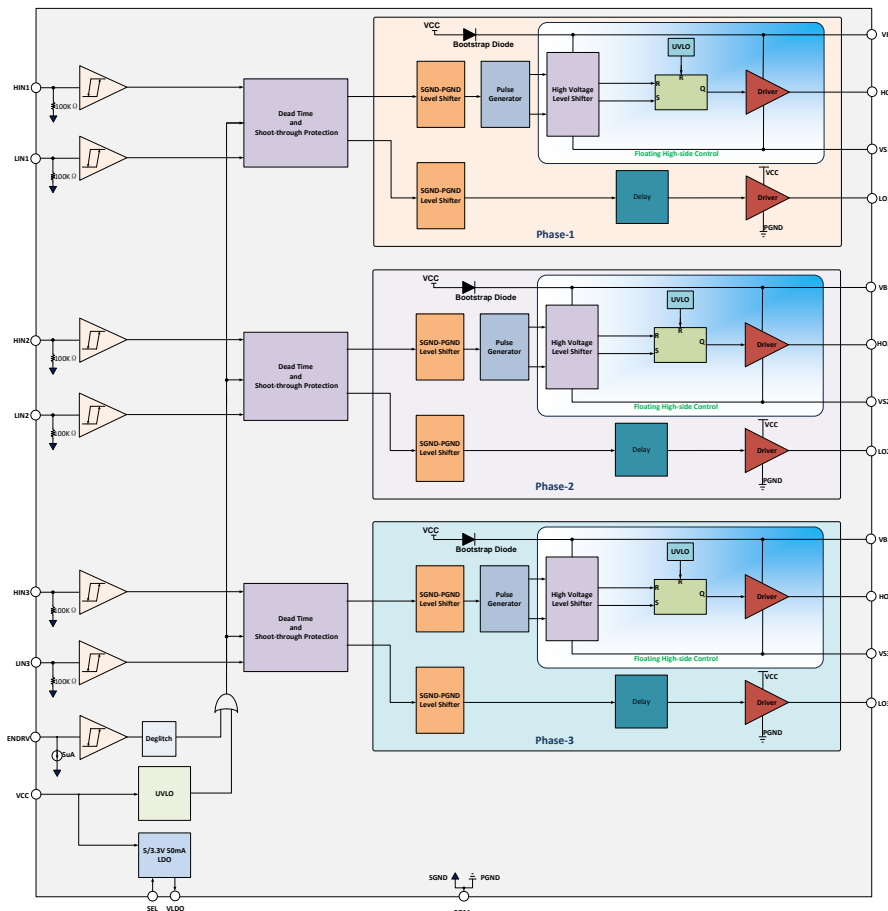 VCC
Bootstrap Diode
UVLO
HIN1
100K Ω
LIN1
100K Ω
Dead Time
and
Shoot-through Protection
SGND-PGND
Level Shifter
Pulse
Generator
High Voltage
Level Shifter
R
R
S
Q
Driver
VS
Floating High-side Control
SGND-PGND
Level Shifter
Delay
VCC
Driver
PGND
LO
Phase-1
VCC
Bootstrap Diode
VB
UVLO
HIN2
100K Ω
LIN2
100K Ω
Dead Time
and
Shoot-through Protection
SGND-PGND
Level Shifter
Pulse
Generator
High Voltage
Level Shifter
R
R
S
Q
Driver
HO
VS2
Floating High-side Control
SGND-PGND
Level Shifter
Delay
VCC
Driver
PGND
LO2
Phase-2
VCC
Bootstrap Diode
VB
UVLO
HIN3
100K Ω
LIN3
100K Ω
Dead Time
and
Shoot-through Protection
SGND-PGND
Level Shifter
Pulse
Generator
High Voltage
Level Shifter
R
R
S
Q
Driver
HO
VS3
Floating High-side Control
SGND-PGND
Level Shifter
Delay
VCC
Driver
PGND
LO3
Phase-3
ENDRV
5uA
Deglitch
VCC
UVLO
5/3.3V 50mA
LDO
SEL
VLDO
SGND
PGND